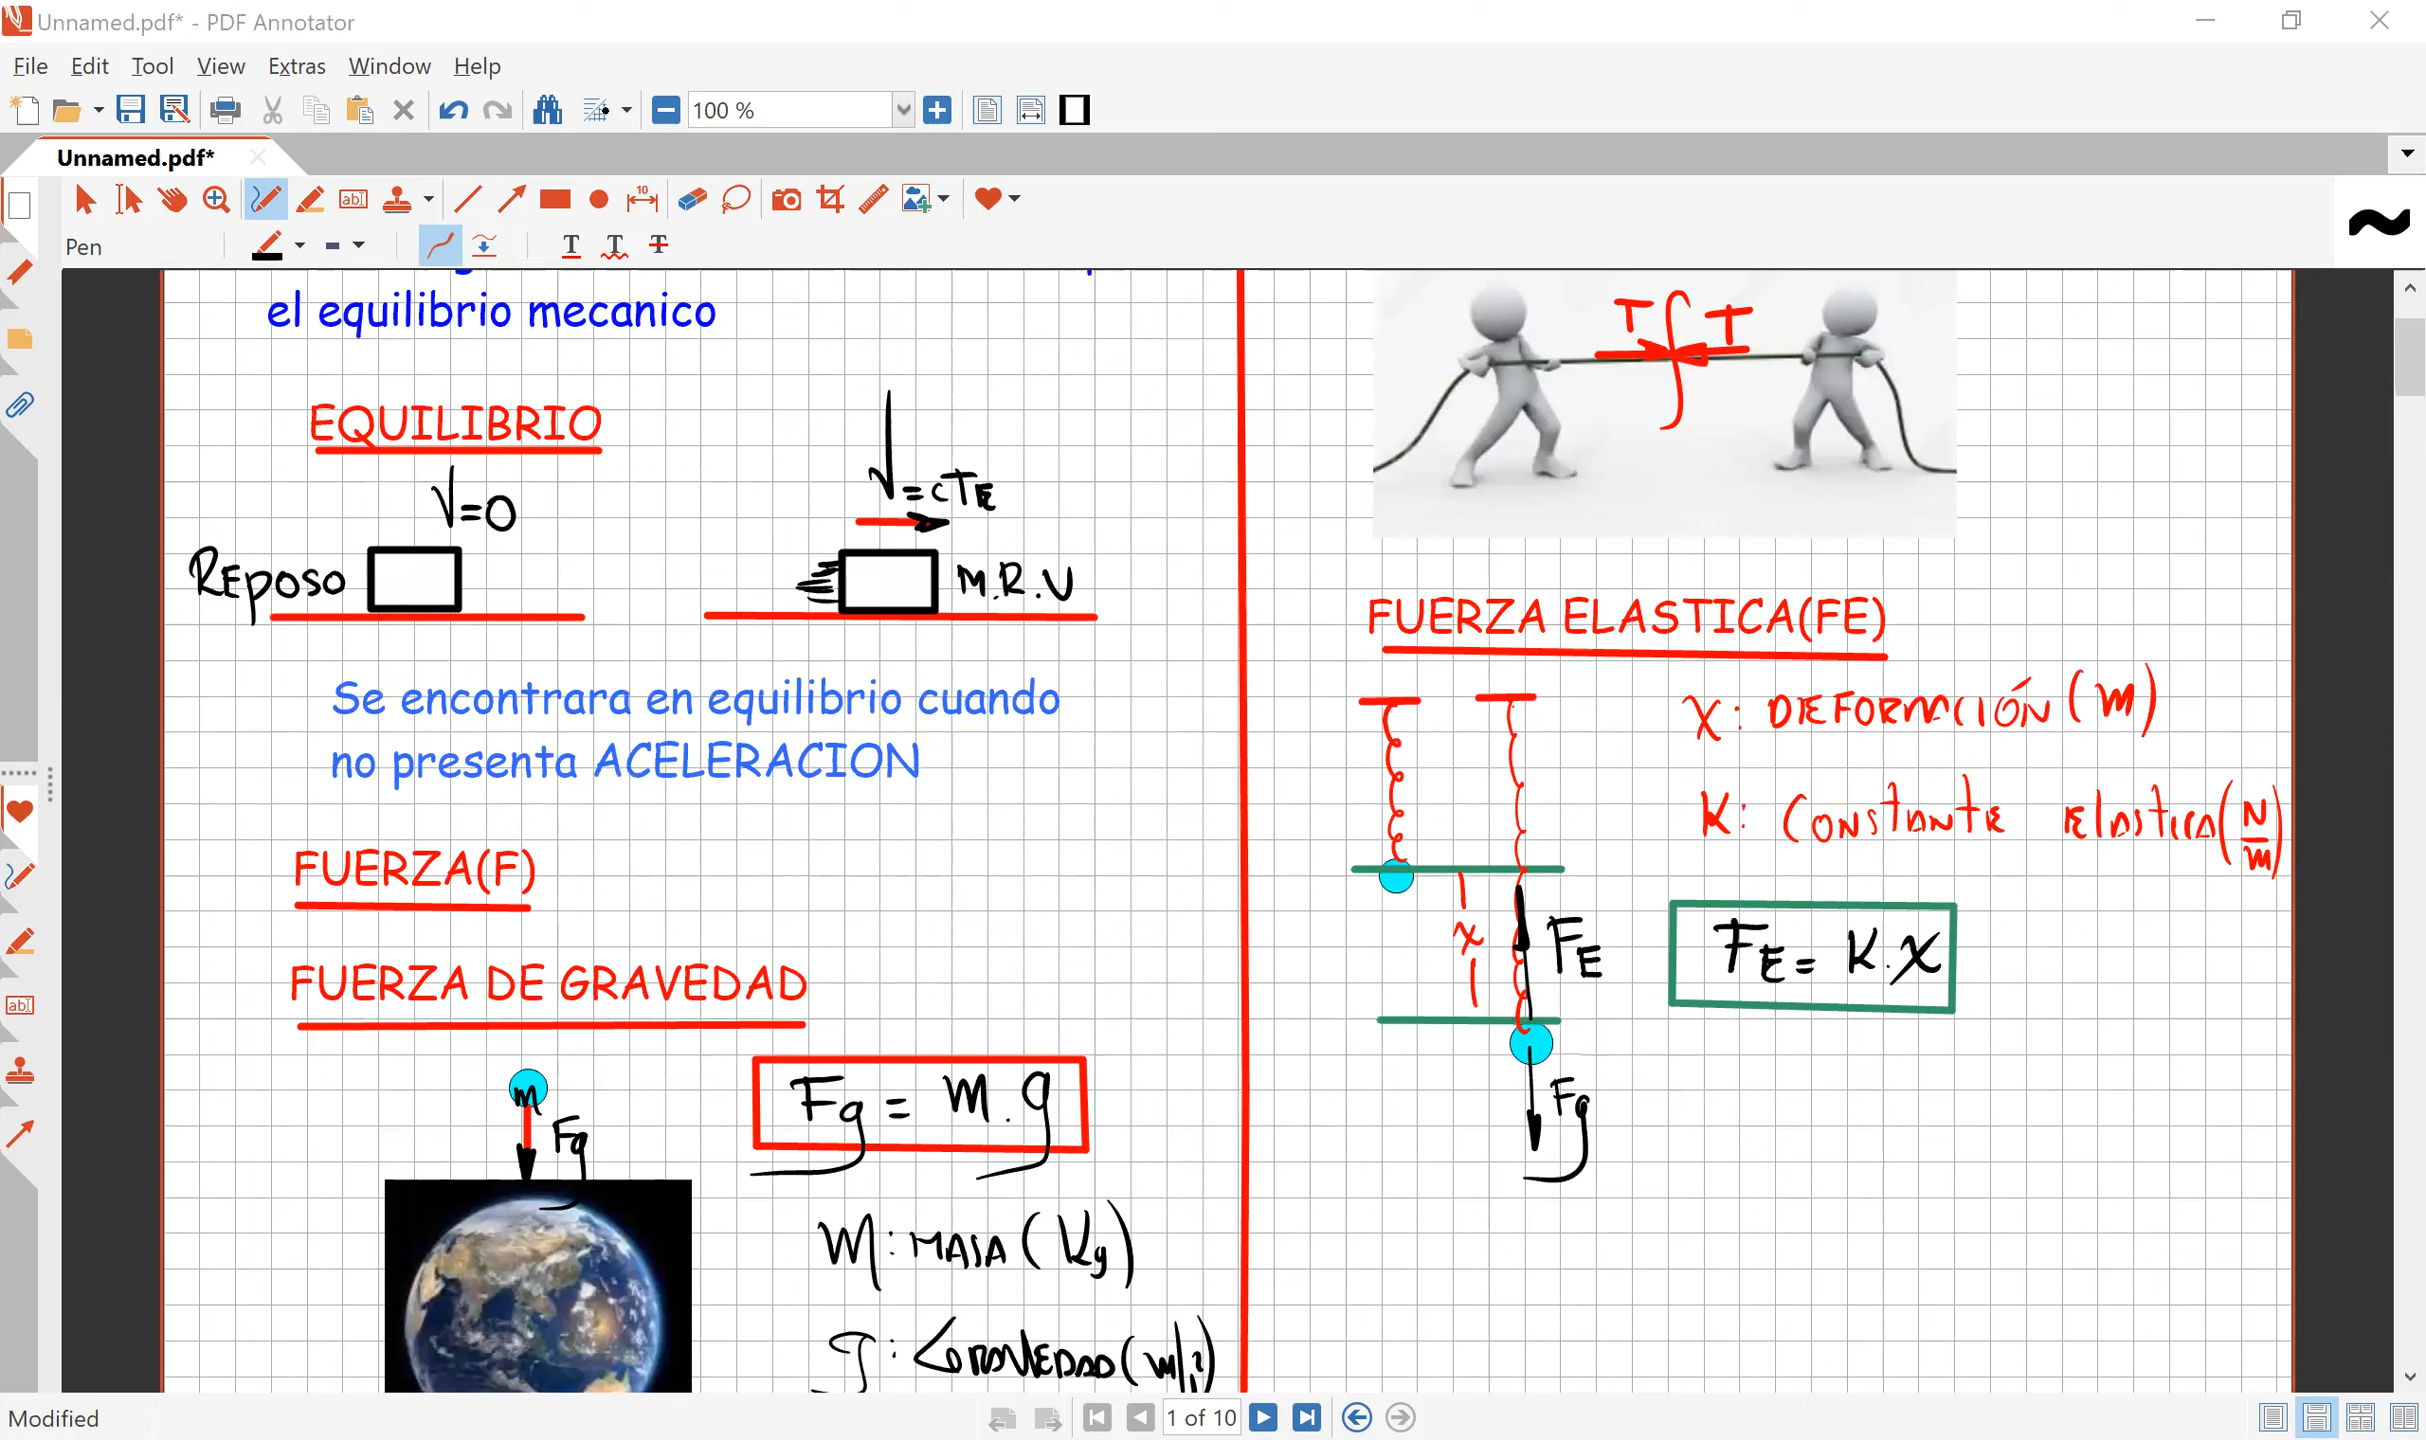 Unnamed.pdf* - PDF Annotator
File Edit Tool View Extras Window Help
100 %
Unnamed.pdf*
Pen
el equilibrio mecanico
EQUILIBRIO
V=0
V=CTE
Reposo
M.R.U
Se encontrara en equilibrio cuando
no presenta ACELERACION
FUERZA(F)
FUERZA DE GRAVEDAD
m
Fg
Fg = m.g
m: MASA (Kg)
T T
FUERZA ELASTICA(FE)
x: DEFORMACIÓN (m)
K: Constante Elastica (N/m)
x
FE
FE = K.x
Fg
Modified
1 of 10